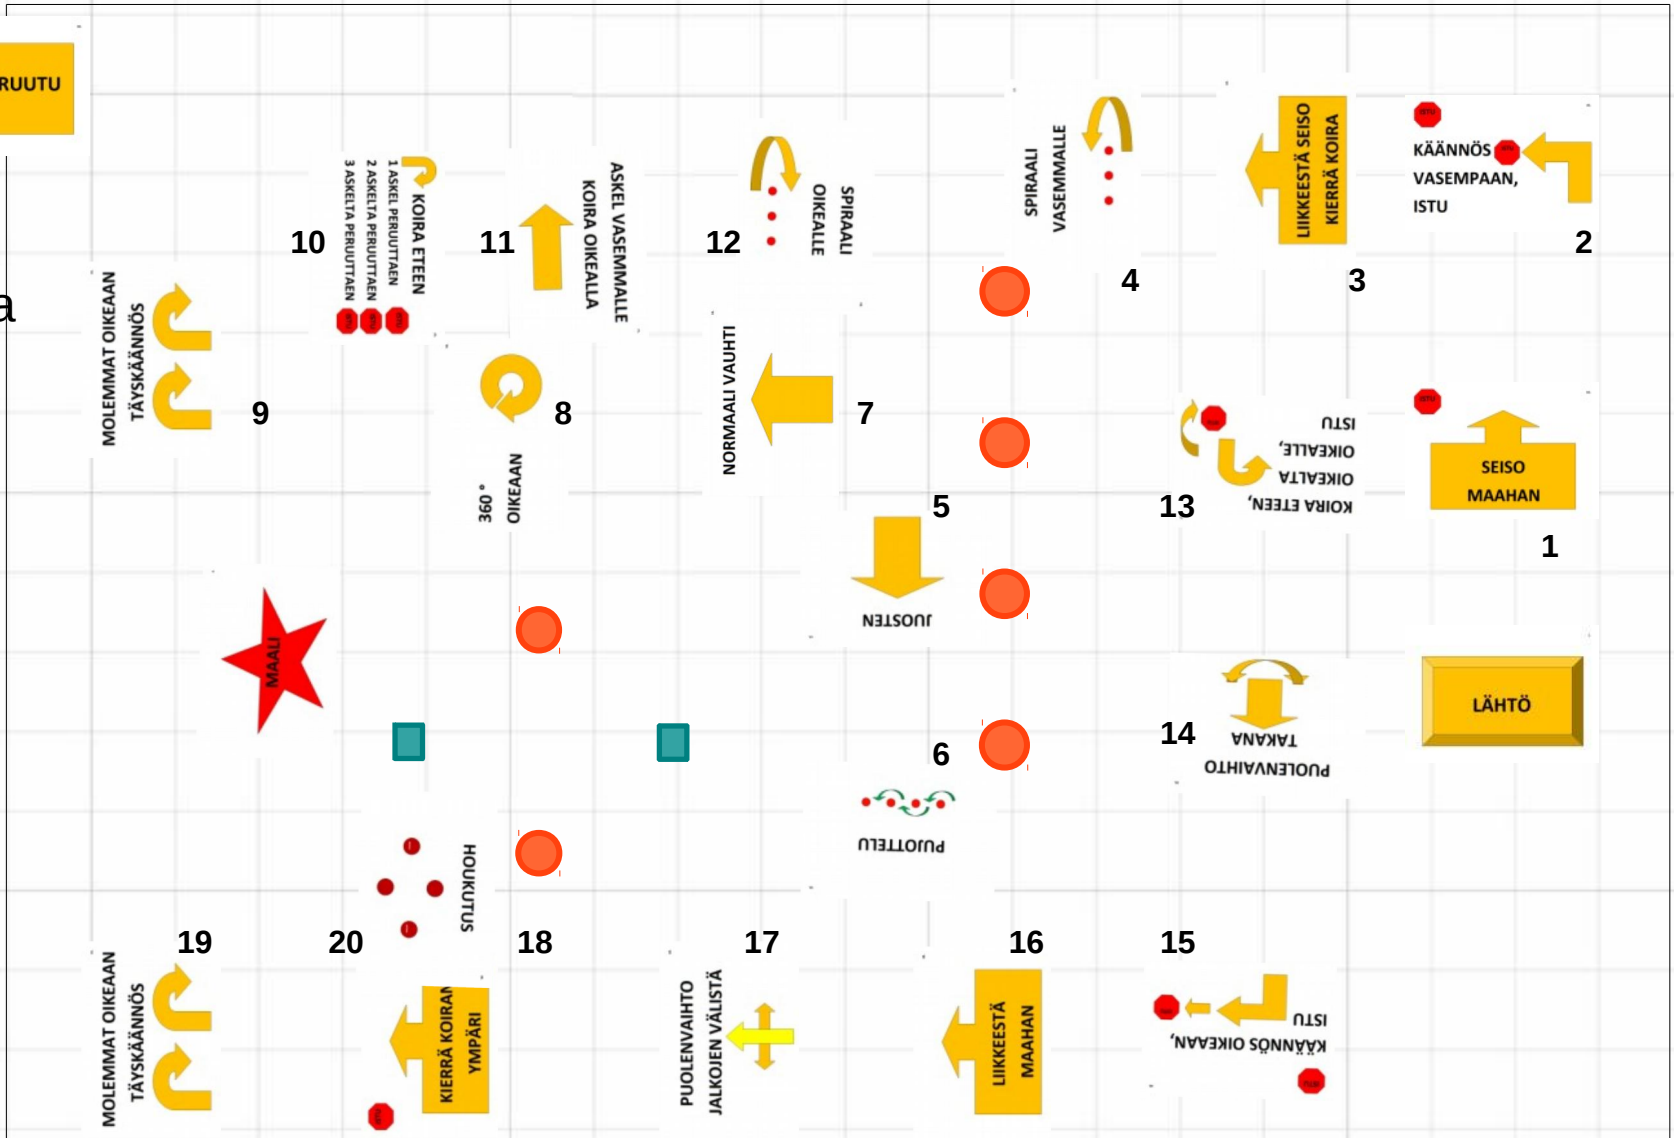 RUUTU
a
LÄHTÖ
SEISO
MAAHAN
1
KÄÄNNÖS
VASEMPAAN,
ISTU
2
LIIKKEESTÄ SEISO
KIERRÄ KOIRA
3
SPIRAALI
VASEMMALLE
4
5
JUOSTEN
6
PUJOTTELU
NORMAALI VAUHTI
7
8
360°
OIKEAAN
MOLEMMAT OIKEAAN
TÄYSKÄÄNNÖS
9
10
KOIRA ETEEN
1 ASKEL PERUUTTAEN
2 ASKELTA PERUUTTAEN
3 ASKELTA PERUUTTAEN
11
ASKEL VASEMMALLE
KOIRA OIKEALLA
12
SPIRAALI
OIKEALLE
13
KOIRA ETEEN,
OIKEALTA
OIKEALLE,
ISTU
14
PUOLENVAIHTO
TAKANA
15
KÄÄNNÖS OIKEAAN,
ISTU
16
LIIKKEESTÄ
MAAHAN
17
PUOLENVAIHTO
JALKOJEN VÄLISTÄ
18
KIERRÄ KOIRAN
YMPÄRI
19
MOLEMMAT OIKEAAN
TÄYSKÄÄNNÖS
20
HOUKUTUS
MAALI